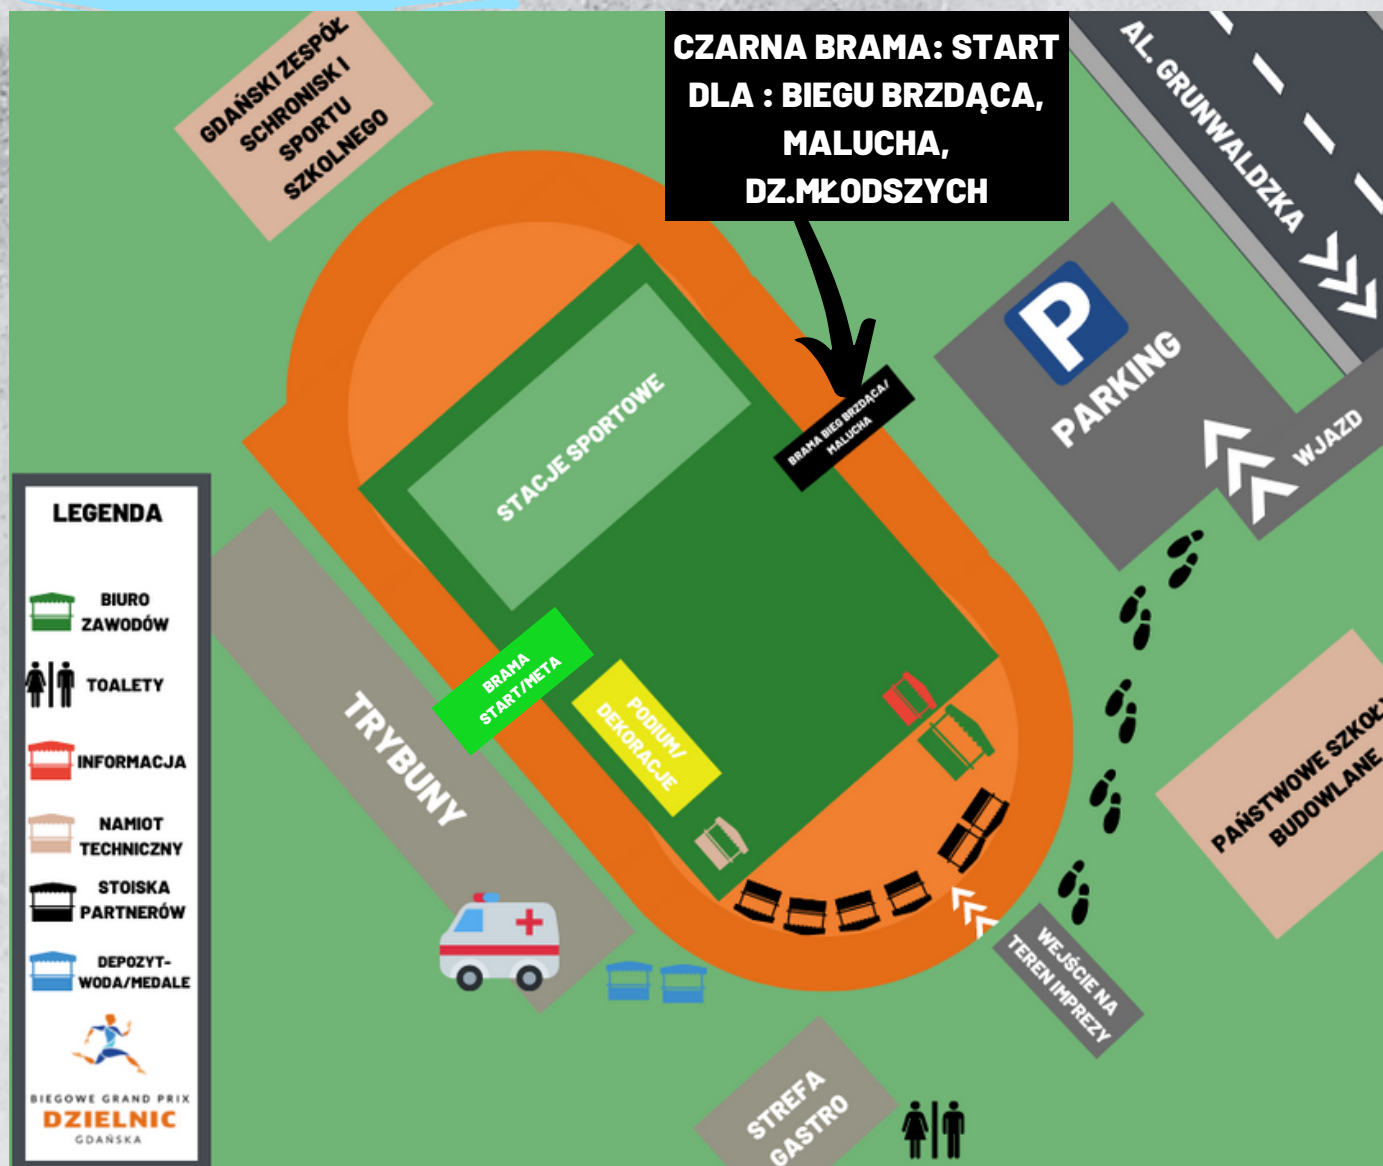 GDAŃSKI ZESPÓŁ
SCHRONISK I
SPORTU
SZKOLNEGO
CZARNA BRAMA: START
DLA : BIEGU BRZDĄCA,
MALUCHA,
DZ.MŁODSZYCH
AL. GRUNWALDZKA
P
PARKING
WJAZD
BRAMA BIEG BRZDĄCA/
MALUCHA
STACJE SPORTOWE
BRAMA
START/META
PODIUM/
DEKORACJE
TRYBUNY
PAŃSTWOWE SZKOŁY
BUDOWLANE
WEJŚCIE NA
TEREN IMPREZY
STREFA
GASTRO
LEGENDA
BIURO
ZAWODÓW
TOALETY
INFORMACJA
NAMIOT
TECHNICZNY
STOISKA
PARTNERÓW
DEPOZYT-
WODA/MEDALE
BIEGOWE GRAND PRIX
DZIELNIC
GDAŃSKA